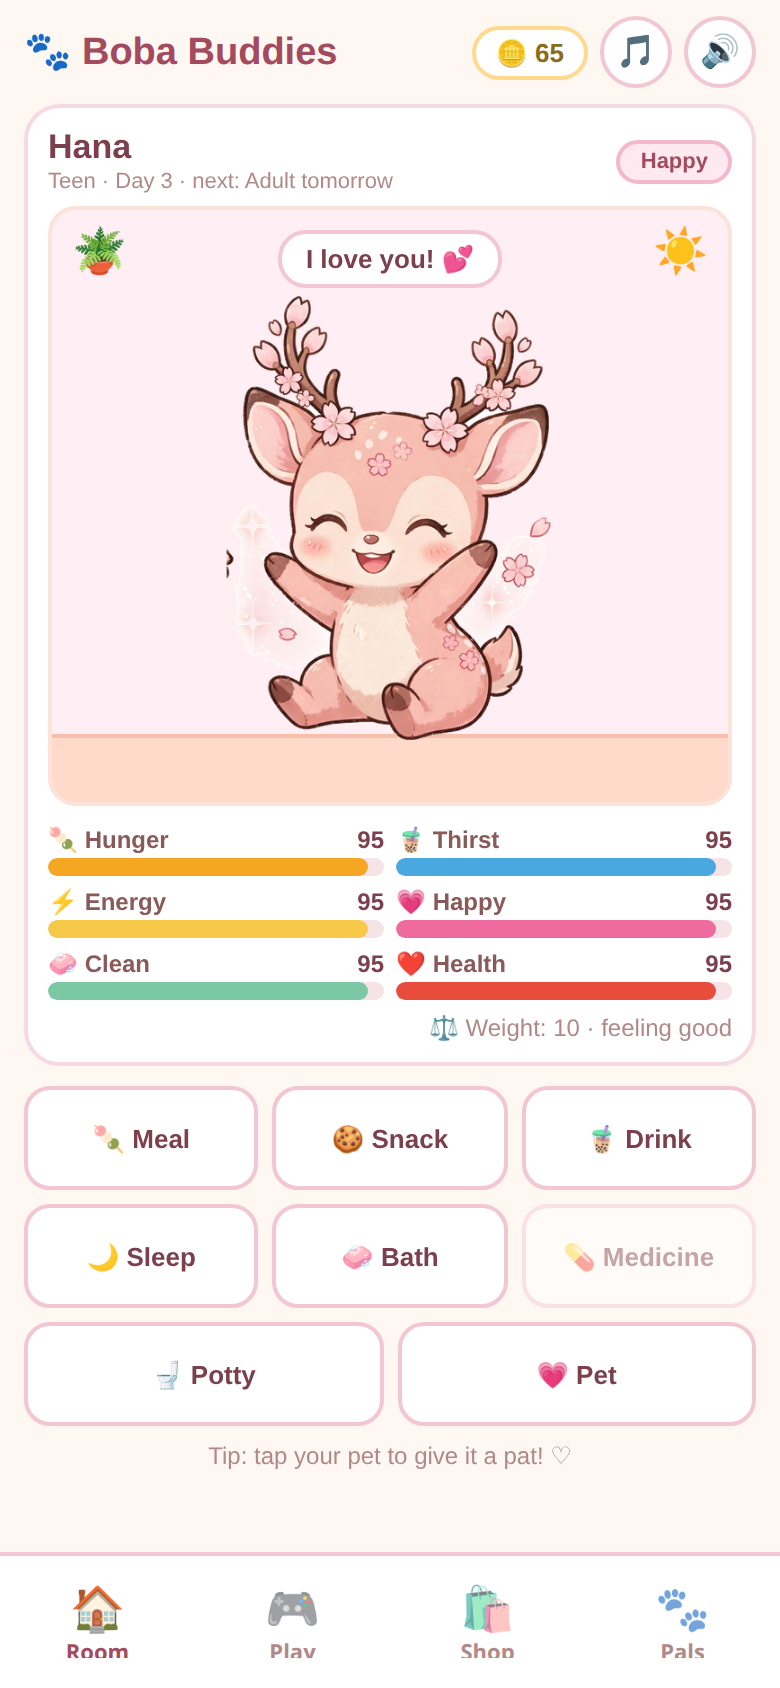 Boba Buddies
65
Hana
Teen · Day 3 · next: Adult tomorrow
Happy
I love you! 💕
Hunger 95
Thirst 95
Energy 95
Happy 95
Clean 95
Health 95
Weight: 10 · feeling good
Meal
Snack
Drink
Sleep
Bath
Medicine
Potty
Pet
Tip: tap your pet to give it a pat! ♡
Room
Play
Shop
Pals